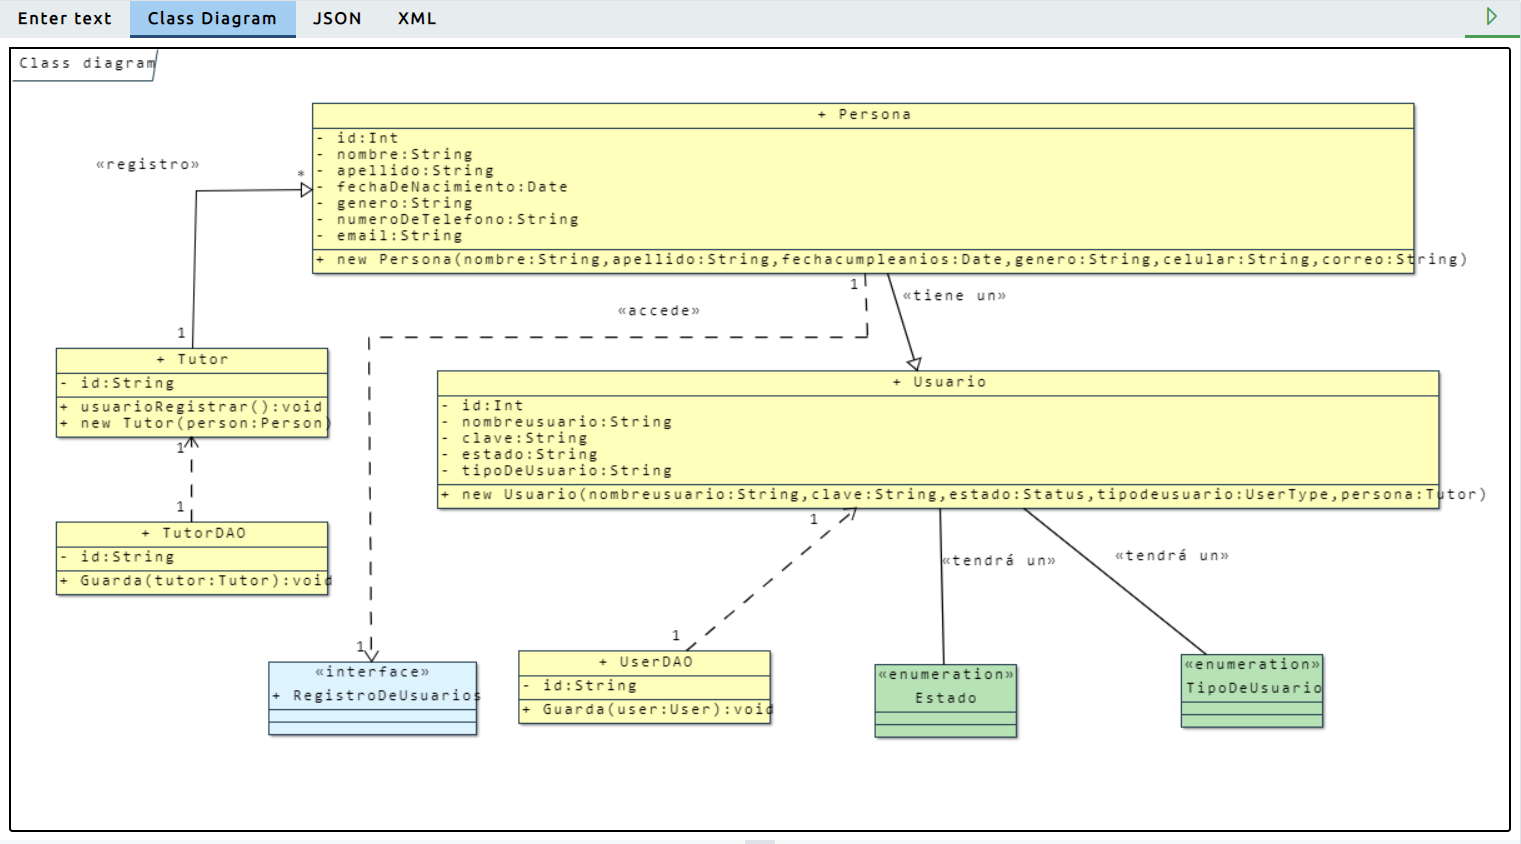 Enter text
Class Diagram
JSON
XML
Class diagram
+ Persona
- id:Int
- nombre:String
- apellido:String
- fechaDeNacimiento:Date
- genero:String
- numeroDeTelefono:String
- email:String
+ new Persona(nombre:String,apellido:String,fechacumpleanios:Date,genero:String,celular:String,correo:String)
«registro»
*
1
«accede»
1
«tiene un»
+ Tutor
- id:String
+ usuarioRegistrar():void
+ new Tutor(person:Person)
+ Usuario
- id:Int
- nombreusuario:String
- clave:String
- estado:String
- tipoDeUsuario:String
+ new Usuario(nombreusuario:String,clave:String,estado:Status,tipodeusuario:UserType,persona:Tutor)
1
1
+ TutorDAO
- id:String
+ Guarda(tutor:Tutor):void
1
«tendrá un»
«tendrá un»
1
1
«interface»
+ RegistroDeUsuarios
+ UserDAO
- id:String
+ Guarda(user:User):void
«enumeration»
Estado
«enumeration»
TipoDeUsuario